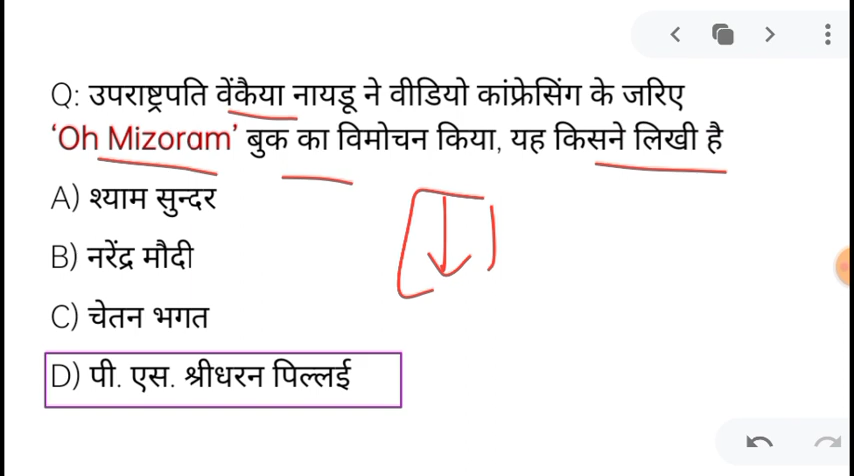 Q: उपराष्ट्रपति वेंकैया नायडू ने वीडियो कांफ्रेसिंग के जरिए
‘Oh Mizoram’ बुक का विमोचन किया, यह किसने लिखी है
A) श्याम सुन्दर
B) नरेंद्र मौदी
C) चेतन भगत
D) पी. एस. श्रीधरन पिल्लई